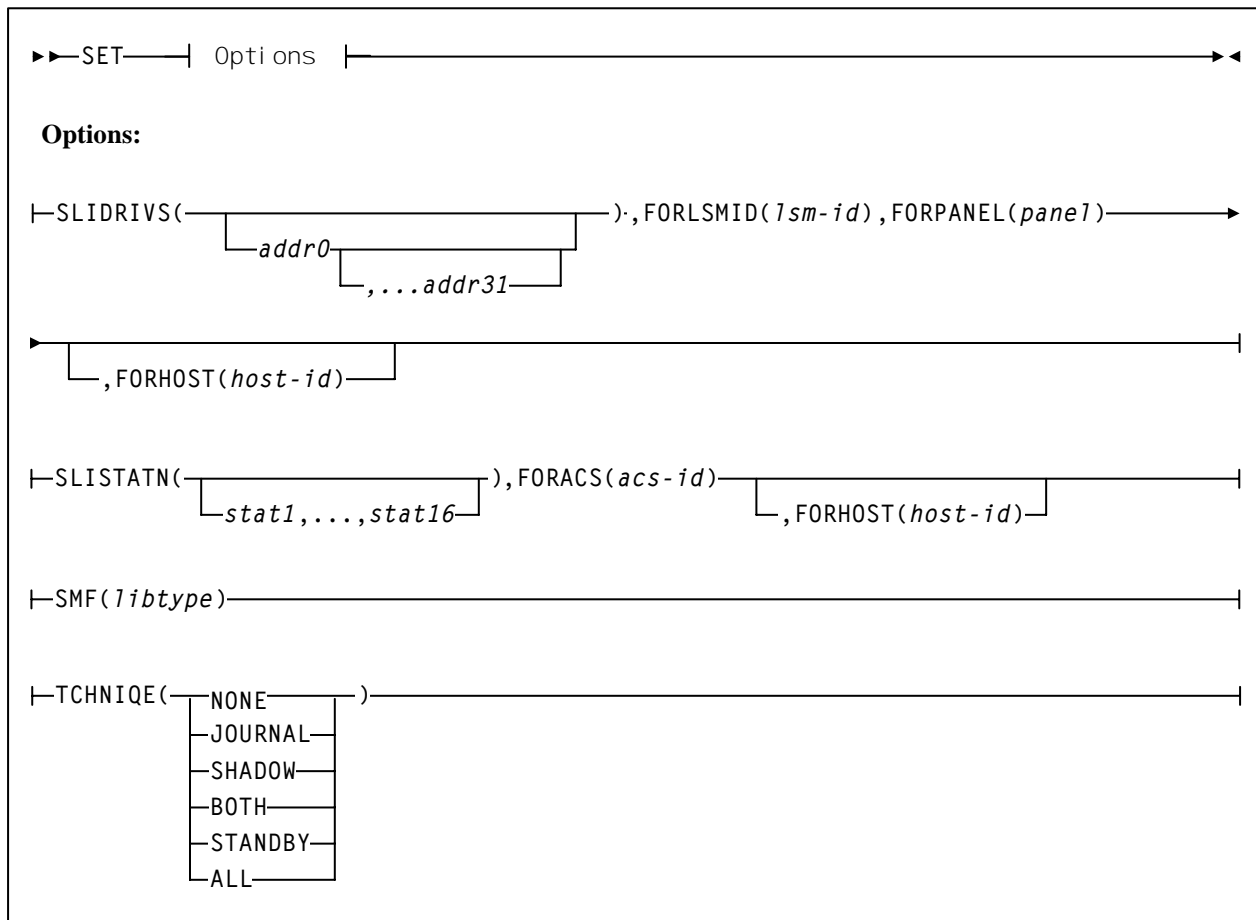 SET Options
Options:
SLIDRIVS( ),FORLSMID(lsm-id),FORPANEL(panel)
addr0
,...addr31
,FORHOST(host-id)
SLISTATN( ),FORACS(acs-id)
stat1,...,stat16
,FORHOST(host-id)
SMF(libtype)
TCHNIQE( NONE )
JOURNAL
SHADOW
BOTH
STANDBY
ALL